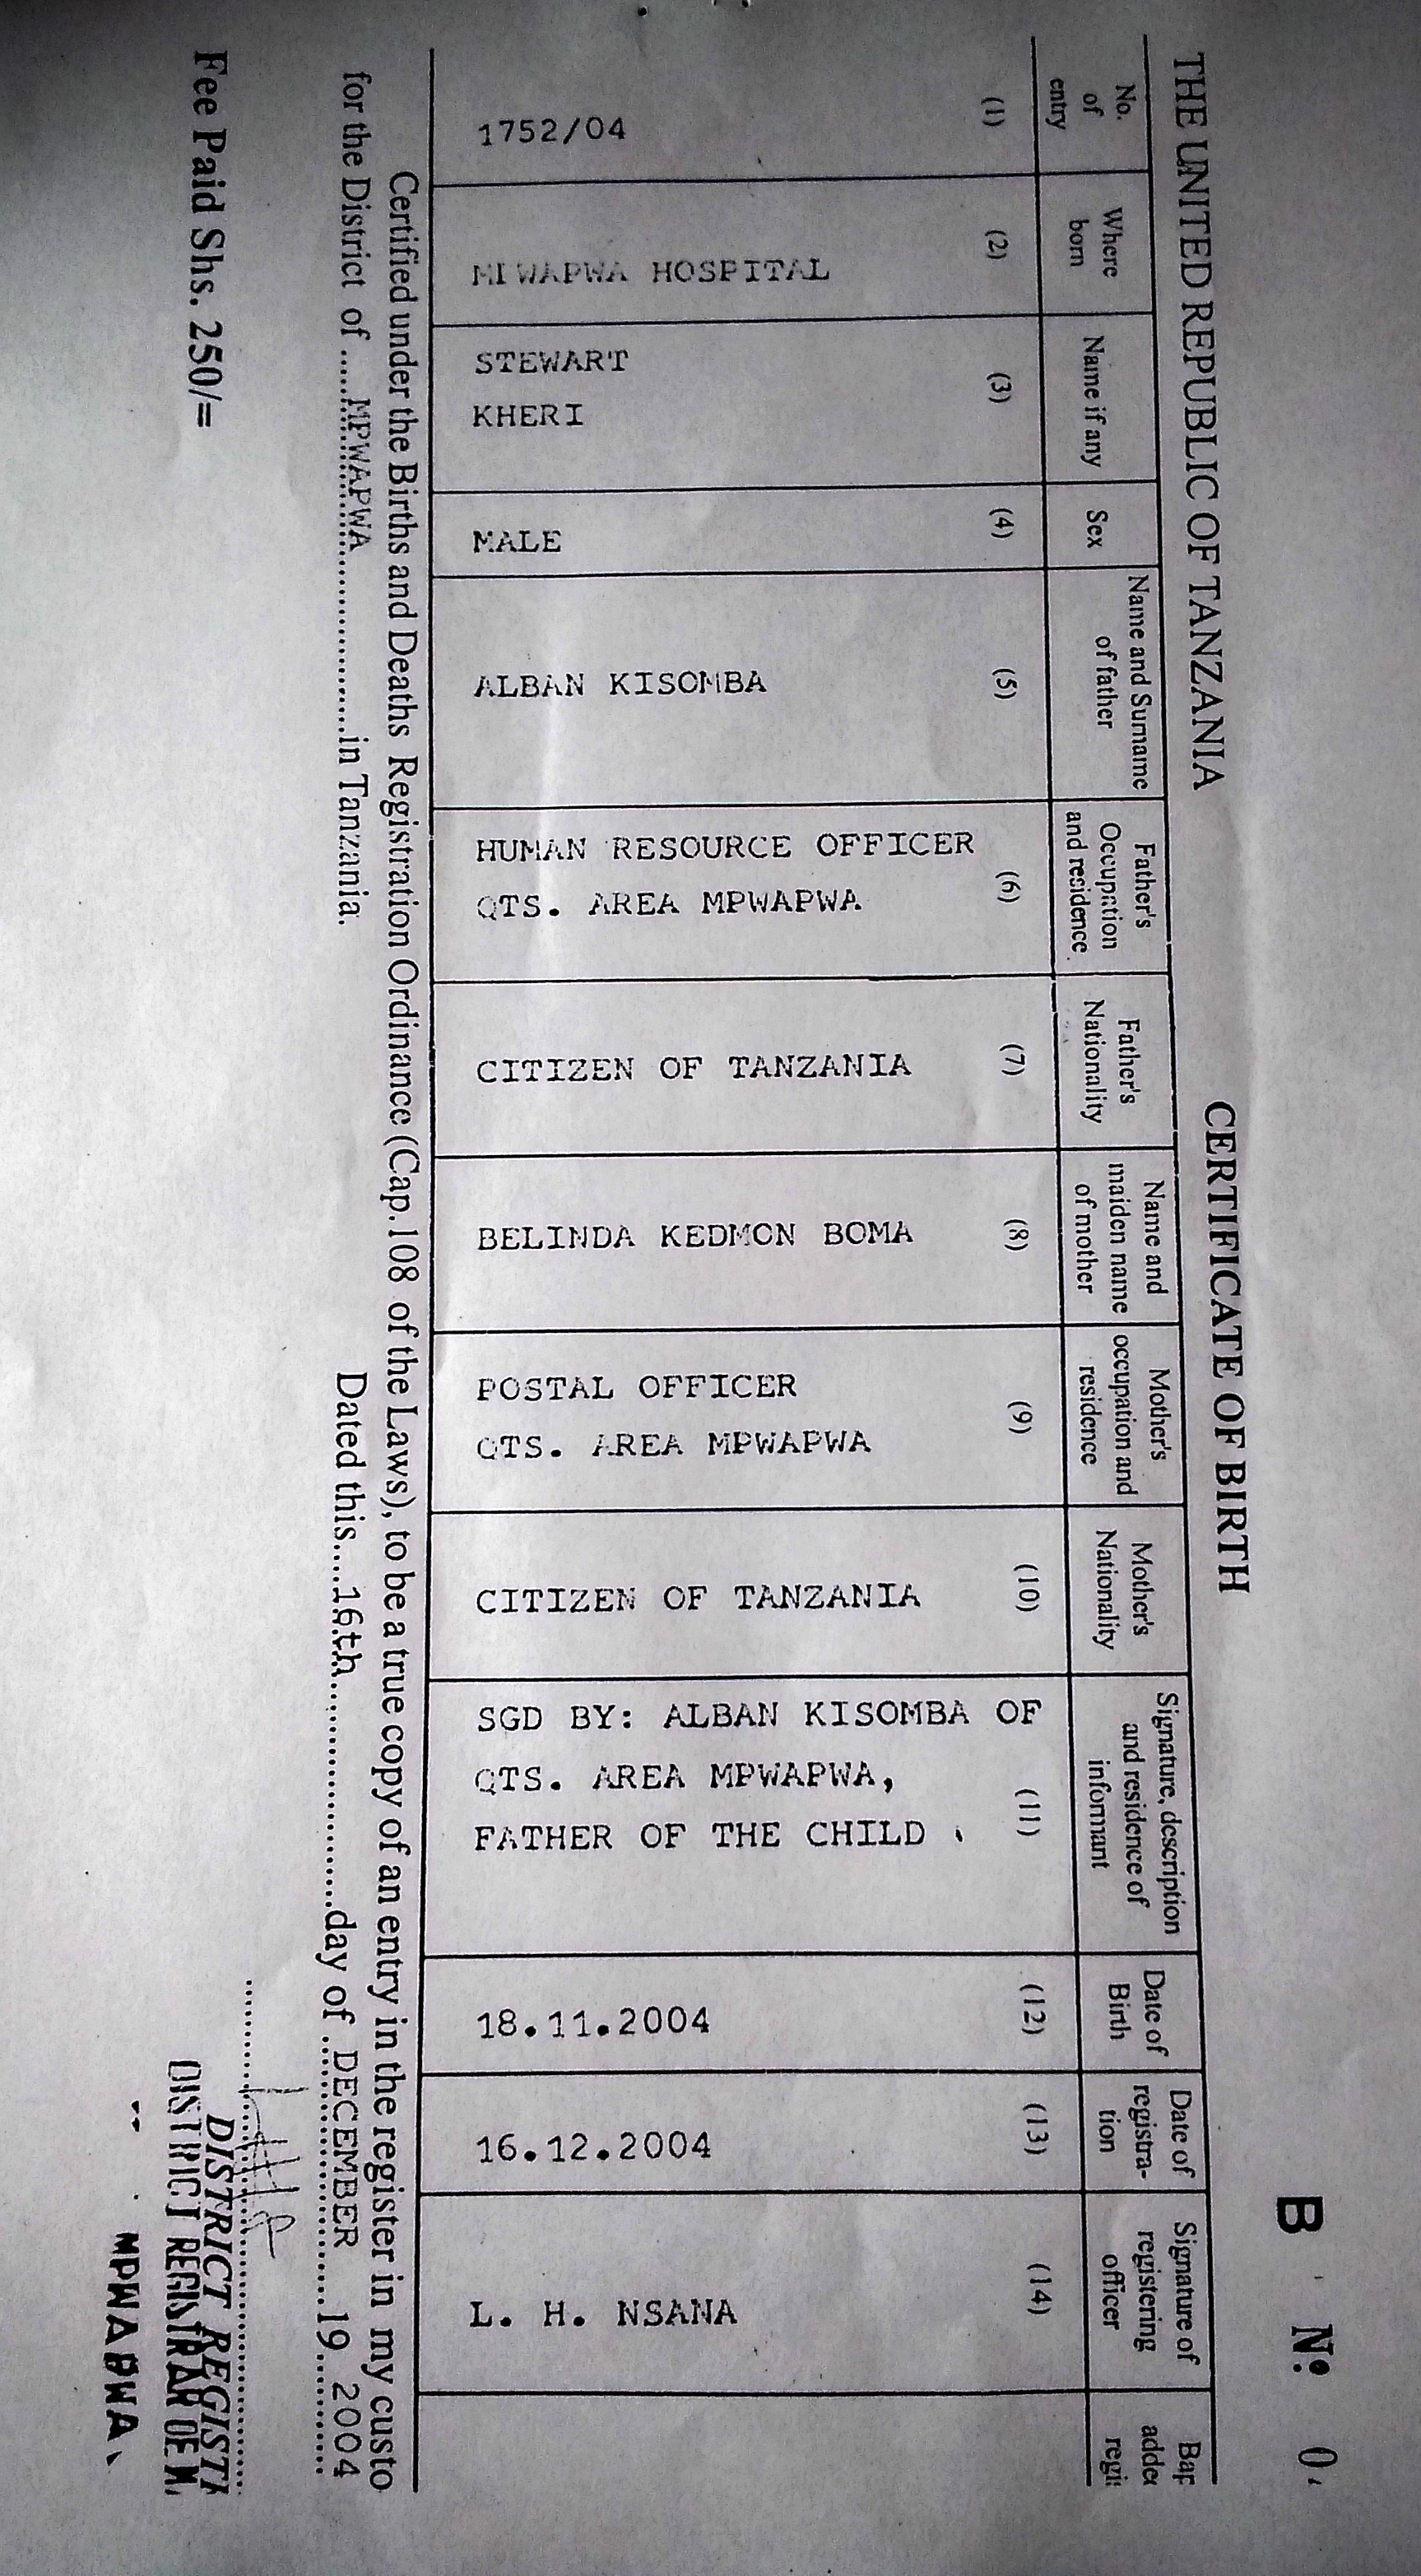 B Nº 0
THE UNITED REPUBLIC OF TANZANIA
CERTIFICATE OF BIRTH
No.
of
entry
Where
born
Name if any
Sex
Name and Surname
of father
Father's
Occupation
and residence
Father's
Nationality
Name and
maiden name
of mother
Mother's
occupation and
residence
Mother's
Nationality
Signature, description
and residence of
informant
Date of
Birth
Date of
registra-
tion
Signature of
registering
officer
(1)
(2)
(3)
(4)
(5)
(6)
(7)
(8)
(9)
(10)
(11)
(12)
(13)
(14)
1752/04
HOSPITAL
STEWART
KHERI
MALE
ALBAN KISOMBA
HUMAN RESOURCE OFFICER
QTS. AREA MPWAPWA
CITIZEN OF TANZANIA
BELINDA KEDMON BOMA
POSTAL OFFICER
QTS. AREA MPWAPWA
CITIZEN OF TANZANIA
SGD BY: ALBAN KISOMBA OF
QTS. AREA MPWAPWA,
FATHER OF THE CHILD
18.11.2004
16.12.2004
L. H. NSANA
Certified under the Births and Deaths Registration Ordinance (Cap.108 of the Laws), to be a true copy of an entry in the register in my custo
for the District of .....MPWAPWA.....in Tanzania. Dated this.....16th.....day of .....DECEMBER.....19 2004
Fee Paid Shs. 250/=
DISTRICT REGISTR
DISTRICT REGISTRAR OF M
MPWAPWA